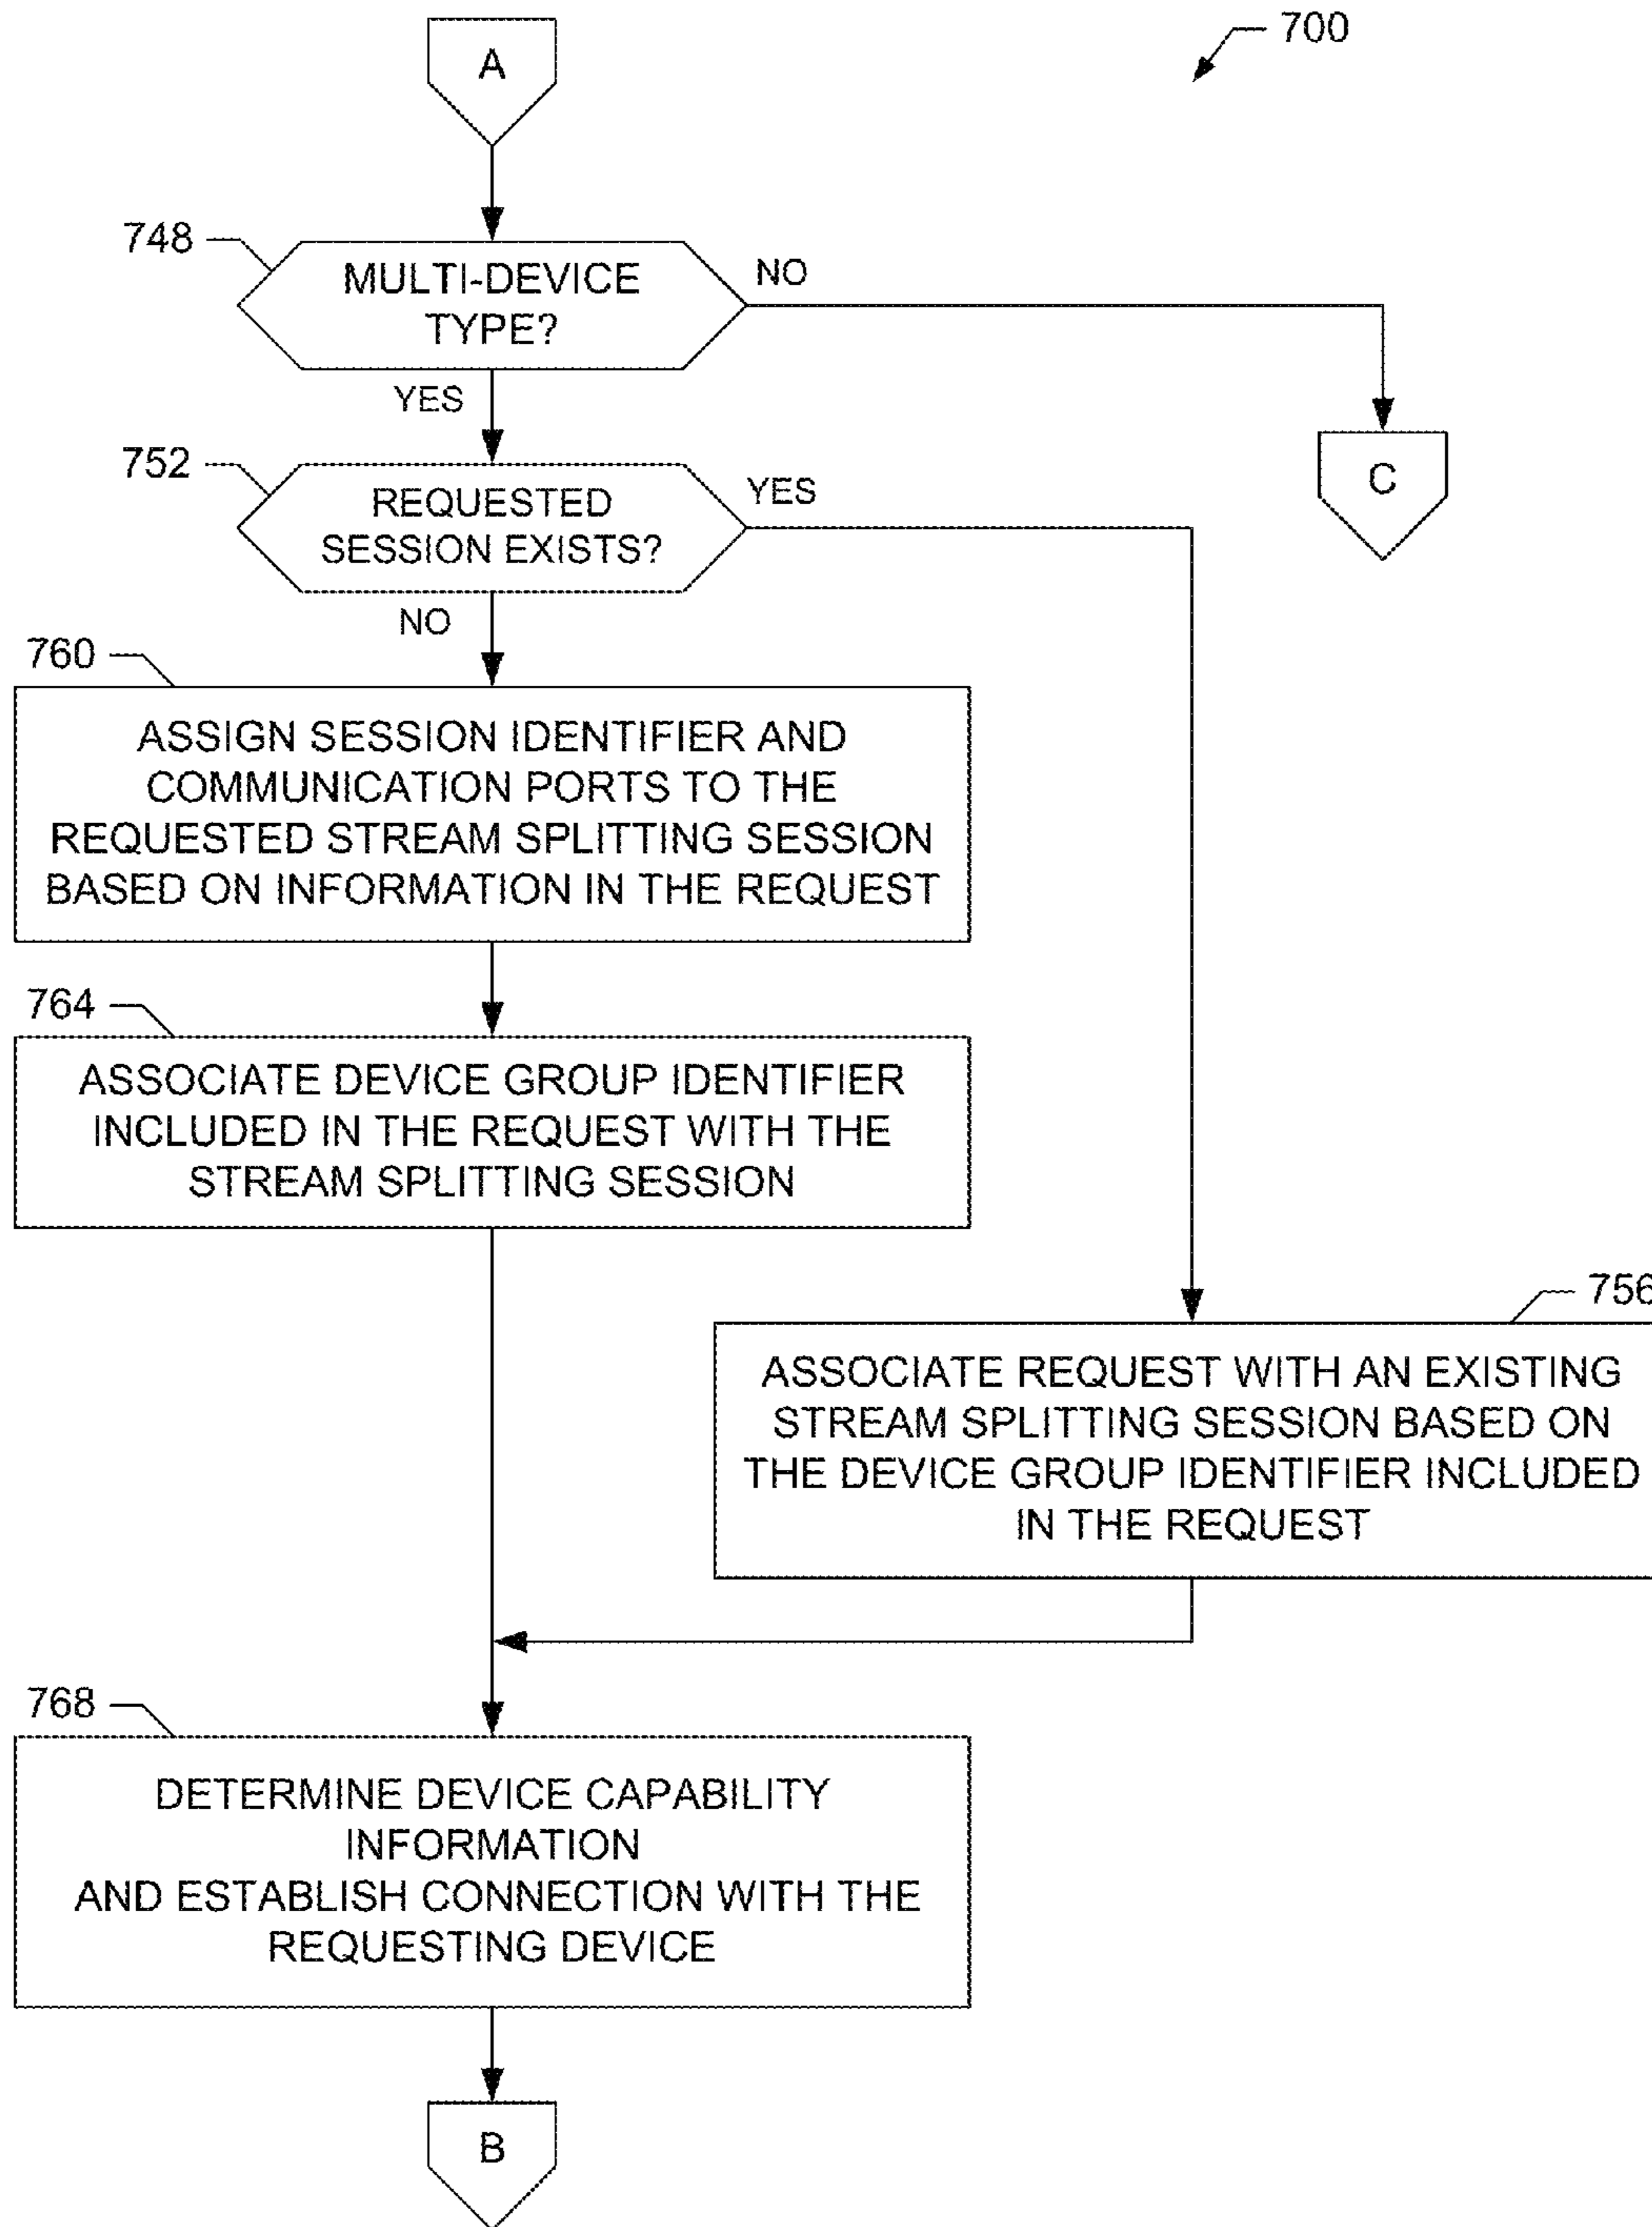 A
700
748
MULTI-DEVICE
TYPE?
NO
YES
C
752
REQUESTED
SESSION EXISTS?
YES
NO
760
ASSIGN SESSION IDENTIFIER AND
COMMUNICATION PORTS TO THE
REQUESTED STREAM SPLITTING SESSION
BASED ON INFORMATION IN THE REQUEST
764
ASSOCIATE DEVICE GROUP IDENTIFIER
INCLUDED IN THE REQUEST WITH THE
STREAM SPLITTING SESSION
756
ASSOCIATE REQUEST WITH AN EXISTING
STREAM SPLITTING SESSION BASED ON
THE DEVICE GROUP IDENTIFIER INCLUDED
IN THE REQUEST
768
DETERMINE DEVICE CAPABILITY
INFORMATION
AND ESTABLISH CONNECTION WITH THE
REQUESTING DEVICE
B